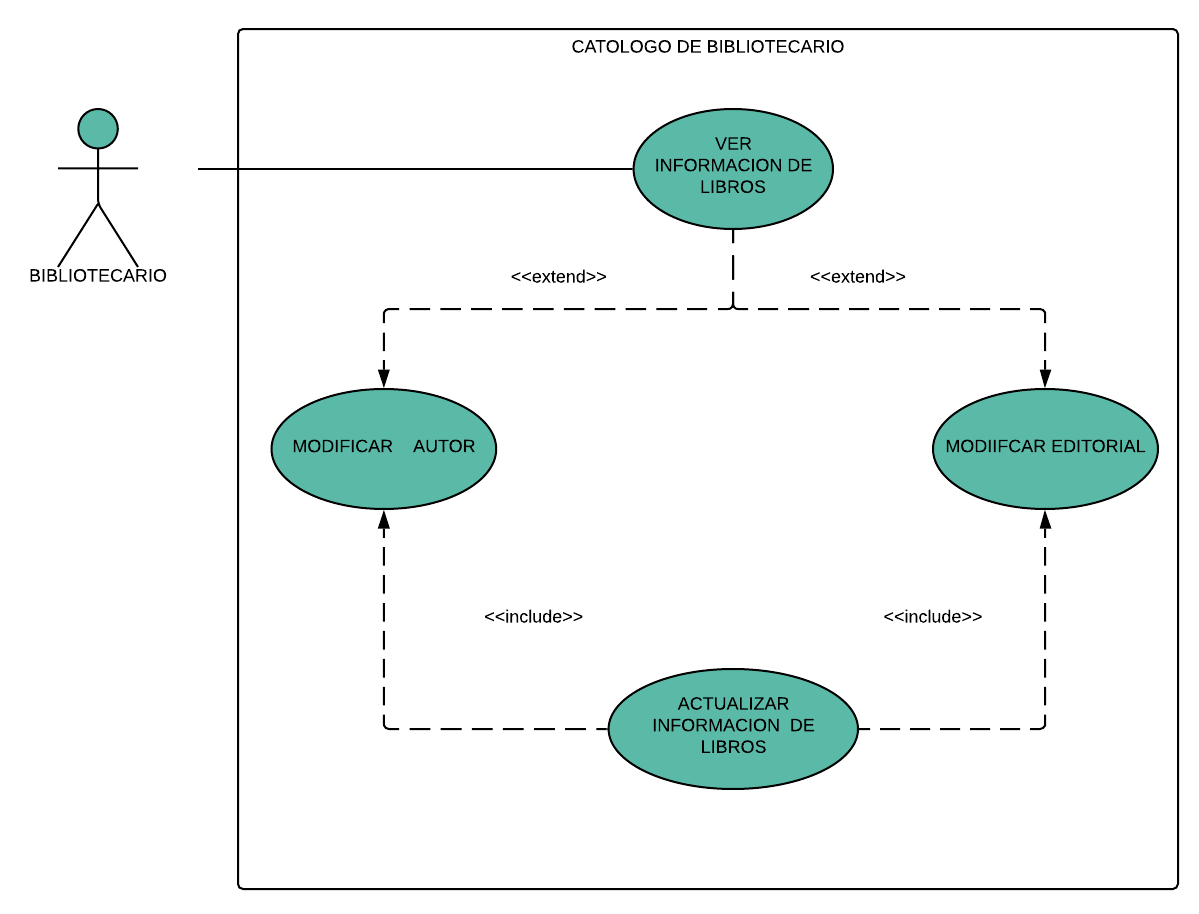 CATOLOGO DE BIBLIOTECARIO
VER
INFORMACION DE
LIBROS
BIBLIOTECARIO
<<extend>>
<<extend>>
MODIFICAR AUTOR
MODIIFCAR EDITORIAL
<<include>>
<<include>>
ACTUALIZAR
INFORMACION DE
LIBROS